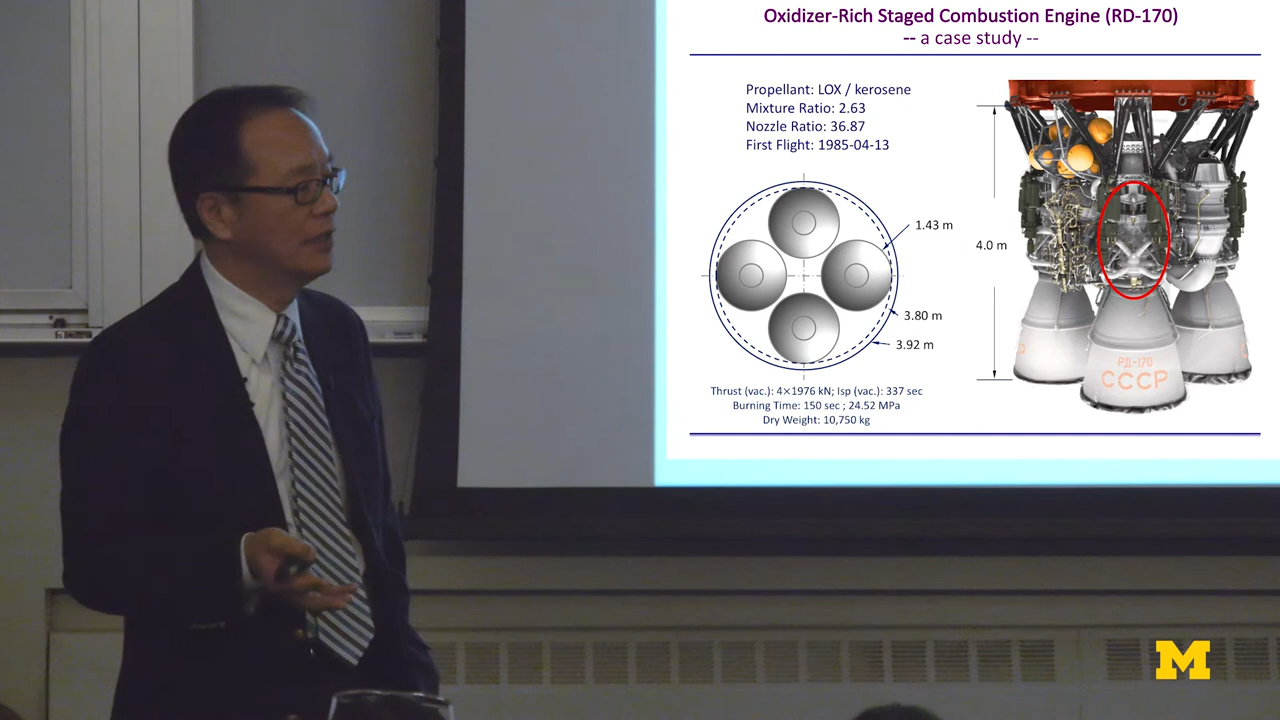 Oxidizer-Rich Staged Combustion Engine (RD-170)
-- a case study --
Propellant: LOX / kerosene
Mixture Ratio: 2.63
Nozzle Ratio: 36.87
First Flight: 1985-04-13
1.43 m
3.80 m
3.92 m
Thrust (vac.): 4×1976 kN; Isp (vac.): 337 sec
Burning Time: 150 sec ; 24.52 MPa
Dry Weight: 10,750 kg
4.0 m
РД-170
СССР
M